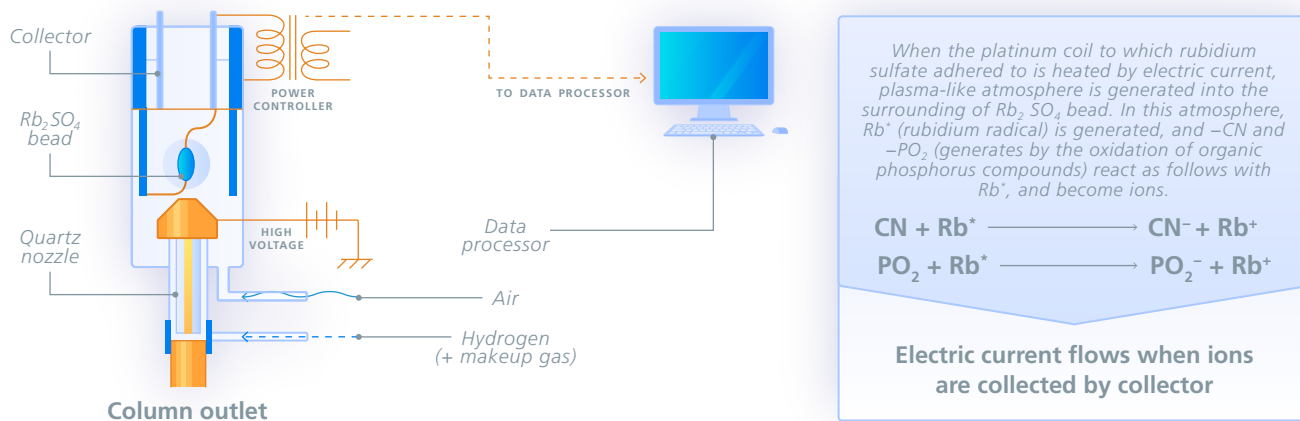 Collector
Rb₂SO₄
bead
Quartz
nozzle
Column outlet
POWER
CONTROLLER
HIGH
VOLTAGE
TO DATA PROCESSOR
Data
processor
Air
Hydrogen
(+ makeup gas)
When the platinum coil to which rubidium
sulfate adhered to is heated by electric current,
plasma-like atmosphere is generated into the
surrounding of Rb₂ SO₄ bead. In this atmosphere,
Rb* (rubidium radical) is generated, and –CN and
–PO₂ (generates by the oxidation of organic
phosphorus compounds) react as follows with
Rb*, and become ions.
CN + Rb* ⟶ CN⁻ + Rb⁺
PO₂ + Rb* ⟶ PO₂⁻ + Rb⁺
Electric current flows when ions
are collected by collector